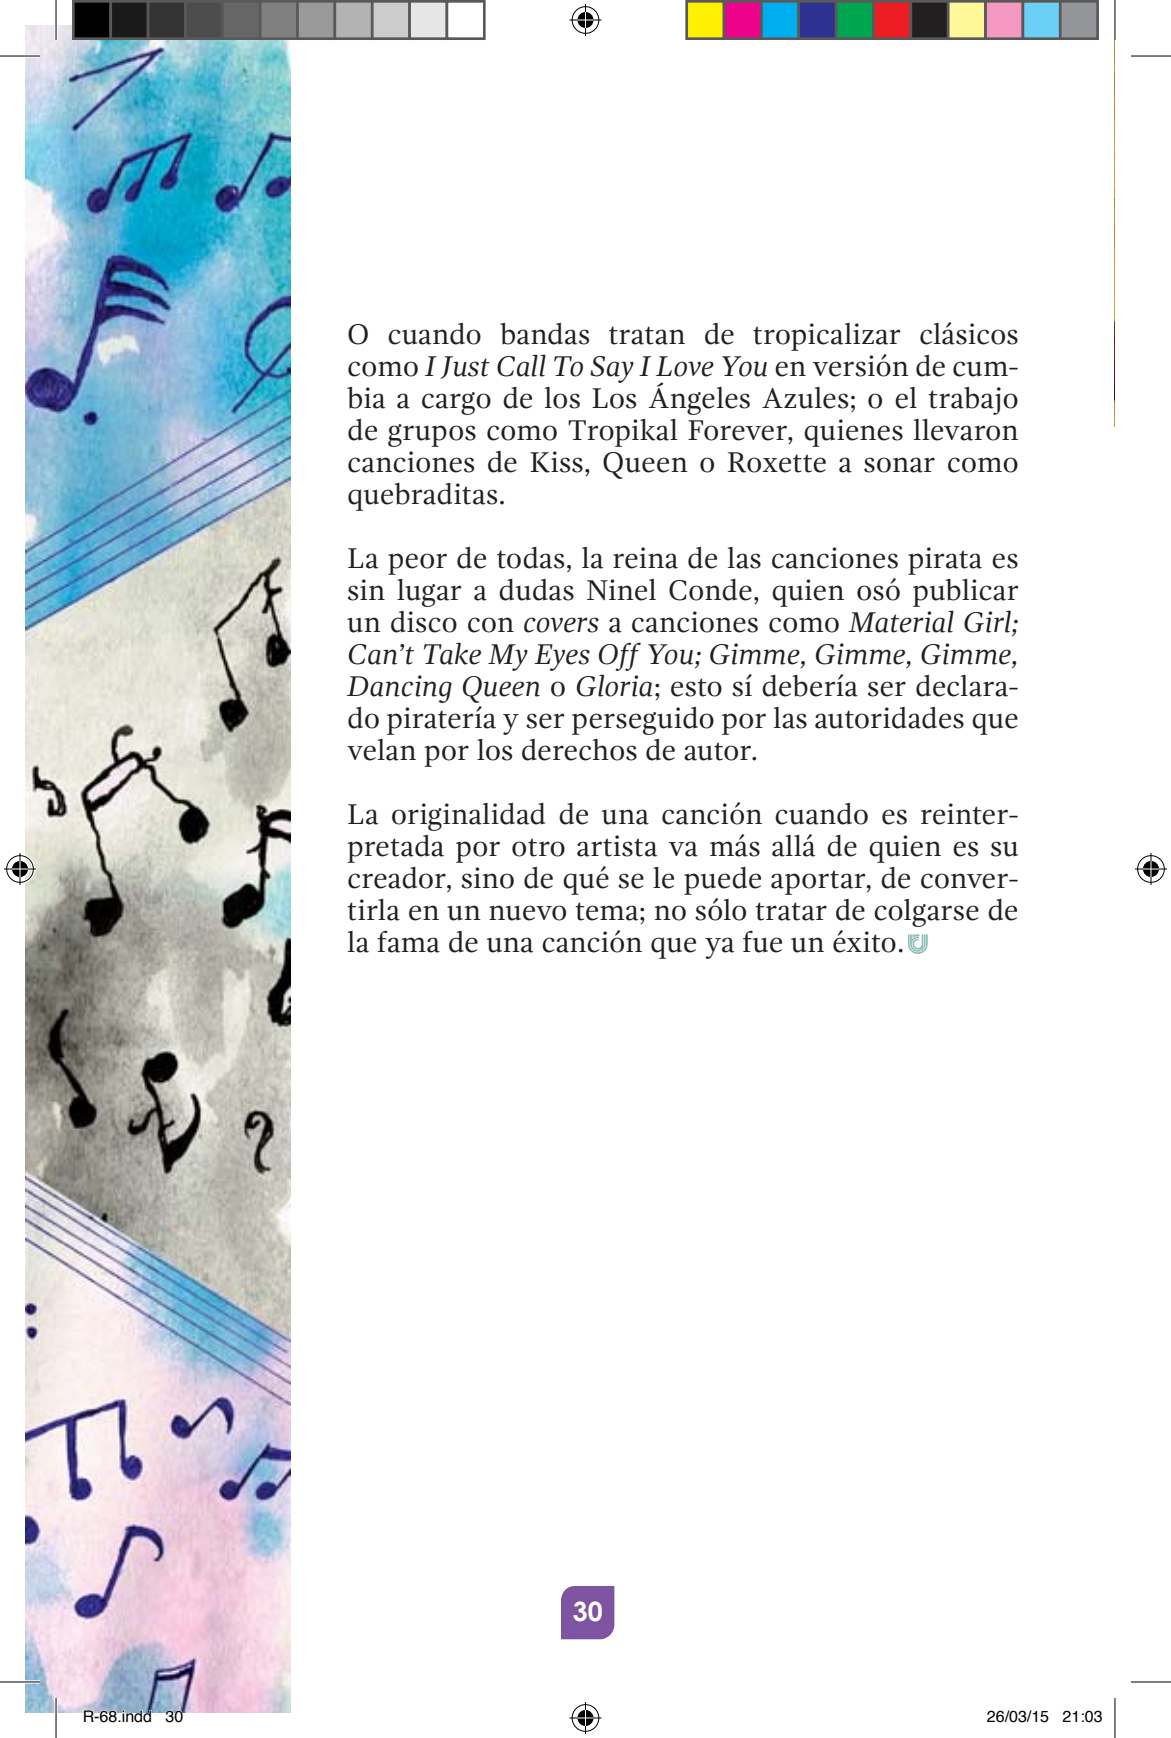 O cuando bandas tratan de tropicalizar clásicos
como I Just Call To Say I Love You en versión de cum-
bia a cargo de los Los Ángeles Azules; o el trabajo
de grupos como Tropikal Forever, quienes llevaron
canciones de Kiss, Queen o Roxette a sonar como
quebraditas.
La peor de todas, la reina de las canciones pirata es
sin lugar a dudas Ninel Conde, quien osó publicar
un disco con covers a canciones como Material Girl;
Can't Take My Eyes Off You; Gimme, Gimme, Gimme,
Dancing Queen o Gloria; esto sí debería ser declara-
do piratería y ser perseguido por las autoridades que
velan por los derechos de autor.
La originalidad de una canción cuando es reinter-
pretada por otro artista va más allá de quien es su
creador, sino de qué se le puede aportar, de conver-
tirla en un nuevo tema; no sólo tratar de colgarse de
la fama de una canción que ya fue un éxito.
30
R-68.indd 30
26/03/15 21:03